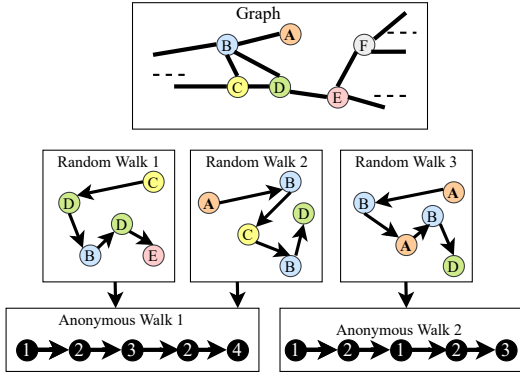 Graph
A
B
F
C
D
E
Random Walk 1
Random Walk 2
Random Walk 3
C
D
D
B
E
B
A
D
C
B
A
B
B
A
D
Anonymous Walk 1
1 2 3 2 4
Anonymous Walk 2
1 2 1 2 3